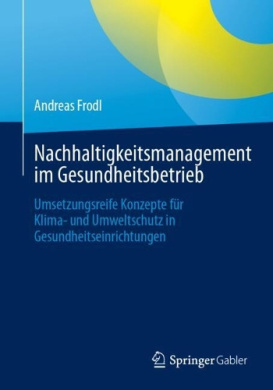 Andreas Frodl
Nachhaltigkeitsmanagement
im Gesundheitsbetrieb
Umsetzungsreife Konzepte für
Klima- und Umweltschutz in
Gesundheitseinrichtungen
Springer Gabler